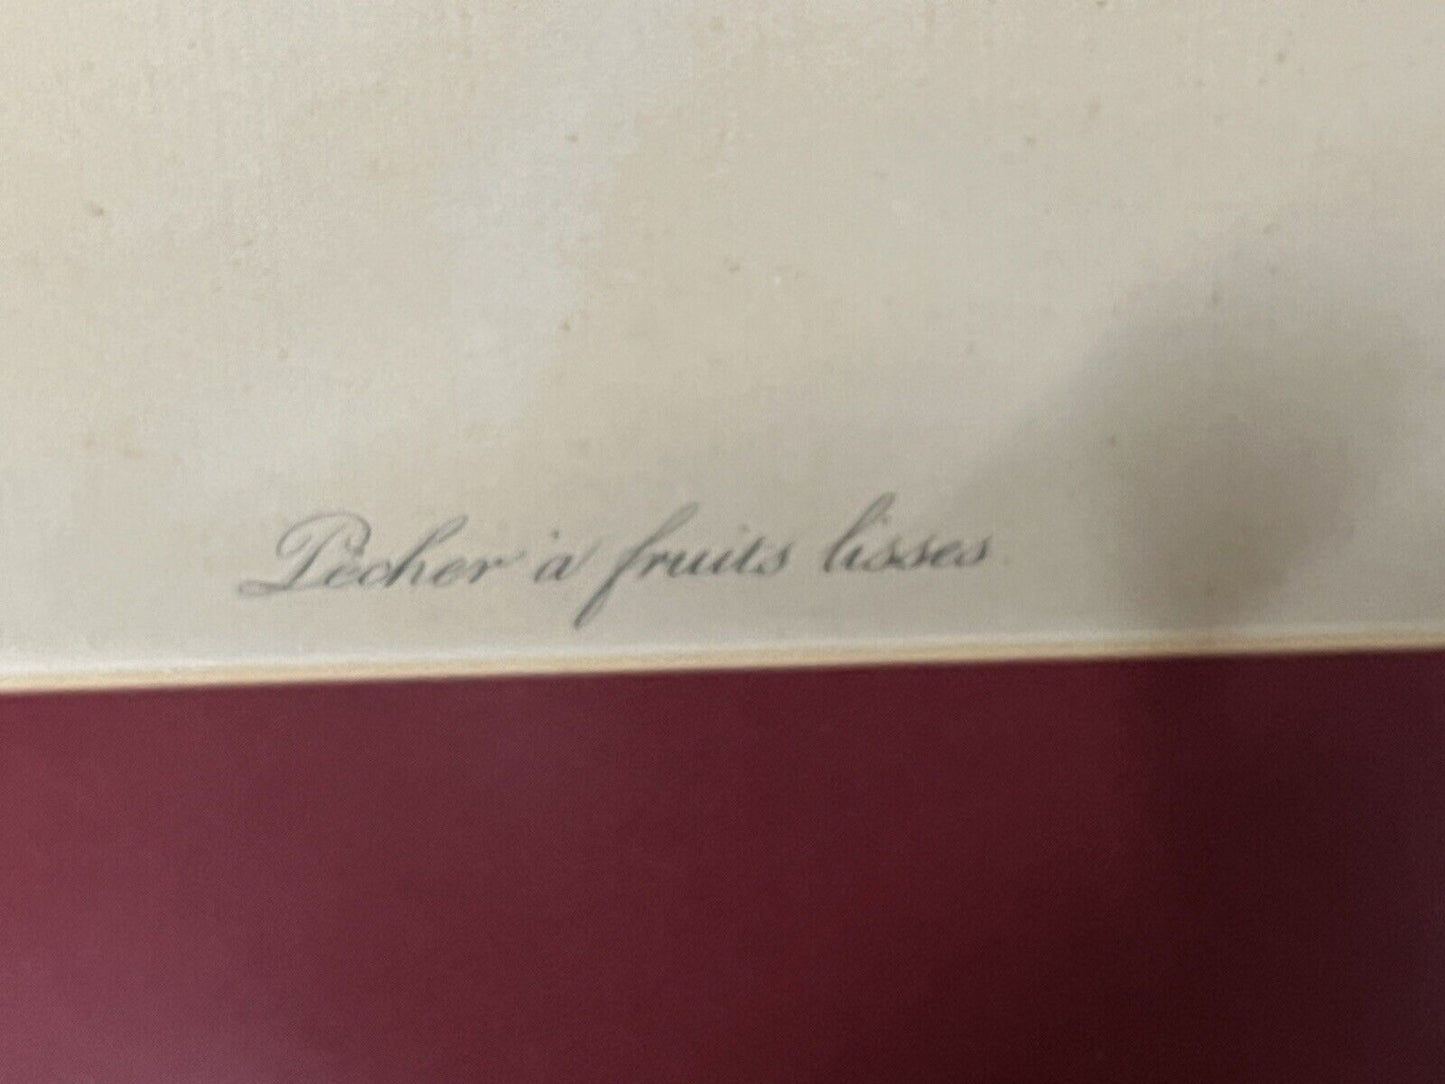 Pêcher à fruits lisses.